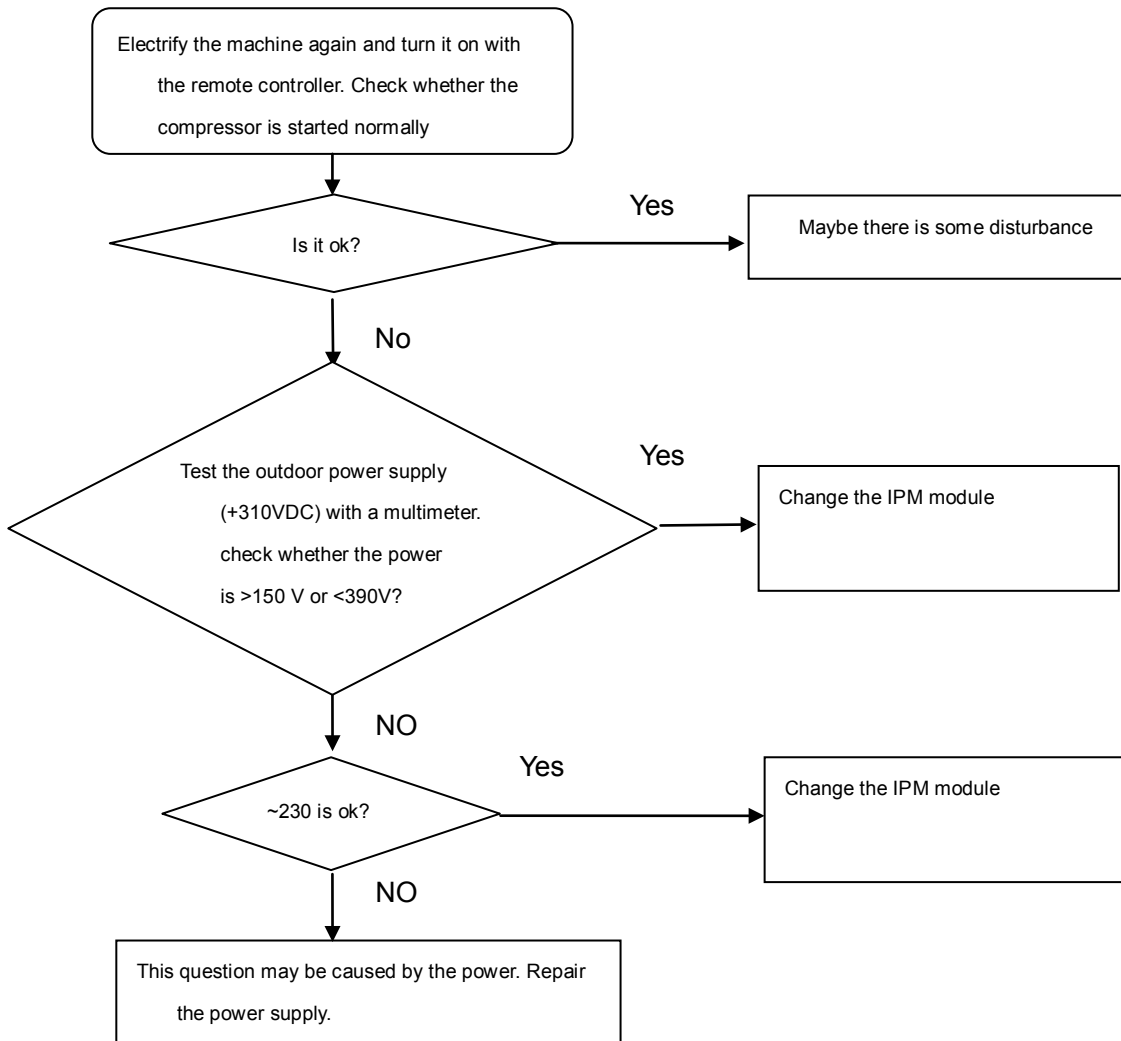 Electrify the machine again and turn it on with
the remote controller. Check whether the
compressor is started normally
Yes
Is it ok?
Maybe there is some disturbance
No
Yes
Test the outdoor power supply
(+310VDC) with a multimeter.
check whether the power
is >150 V or <390V?
Change the IPM module
NO
Yes
~230 is ok?
Change the IPM module
NO
This question may be caused by the power. Repair
the power supply.